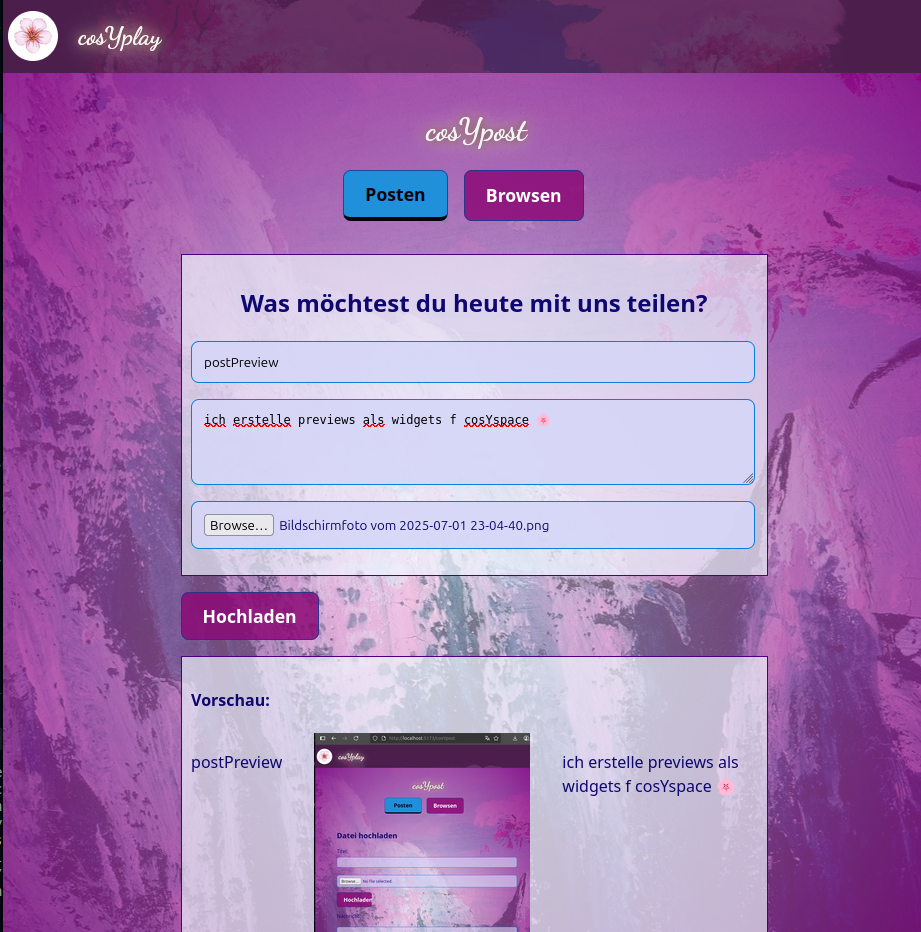 cosYplay
cosYpost
Posten Browsen
Was möchtest du heute mit uns teilen?
postPreview
ich erstelle previews als widgets f cosYspace 🌸
Browse... Bildschirmfoto vom 2025-07-01 23-04-40.png
Hochladen
Vorschau:
postPreview
cosYplay
cosYpost
Posten Browsen
Datei hochladen
Titel
Browse... No file selected.
Hochladen
ich erstelle previews als
widgets f cosYspace 🌸